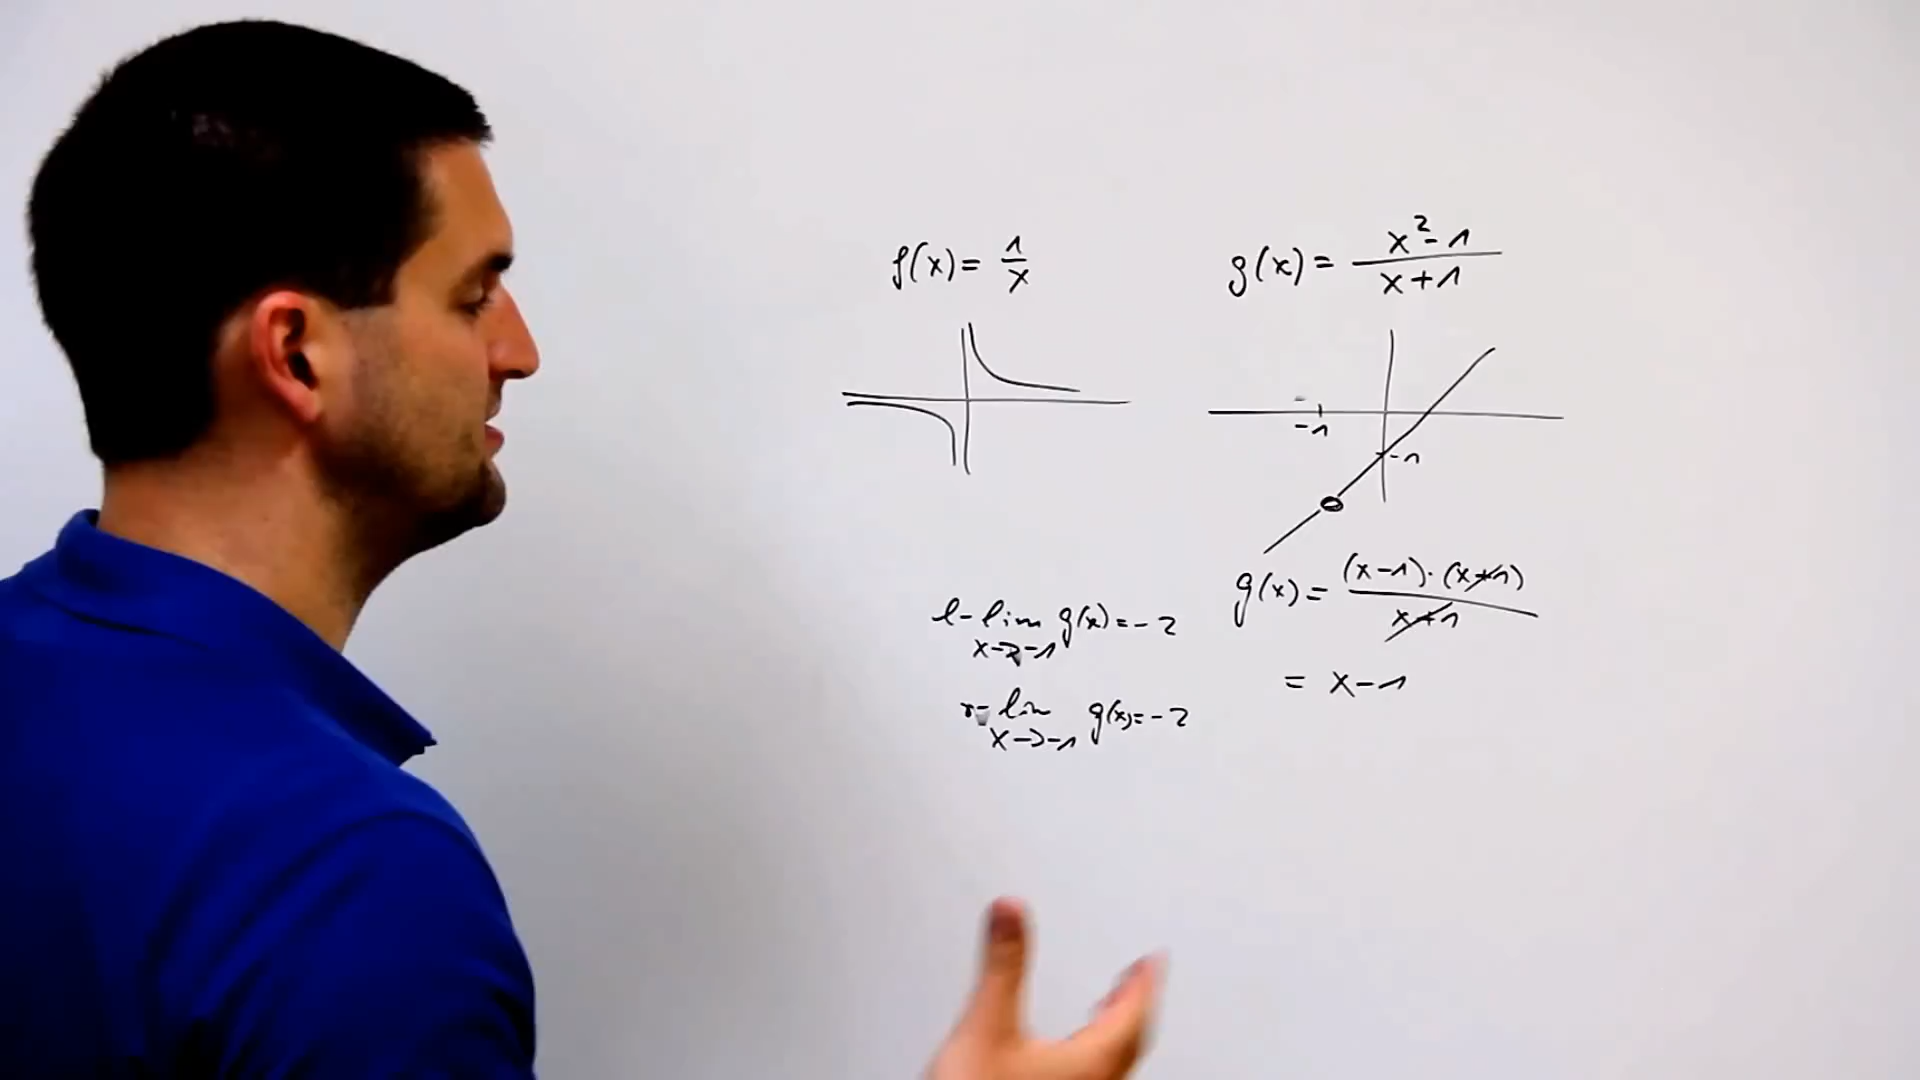 f(x) = 1/x
g(x) = x² - 1 / x + 1
-1
-1
g(x) = (x-1)·(x+1) / x+1
= x - 1
l-lim g(x) = -2
x→-1
r-lim g(x) = -2
x→-1